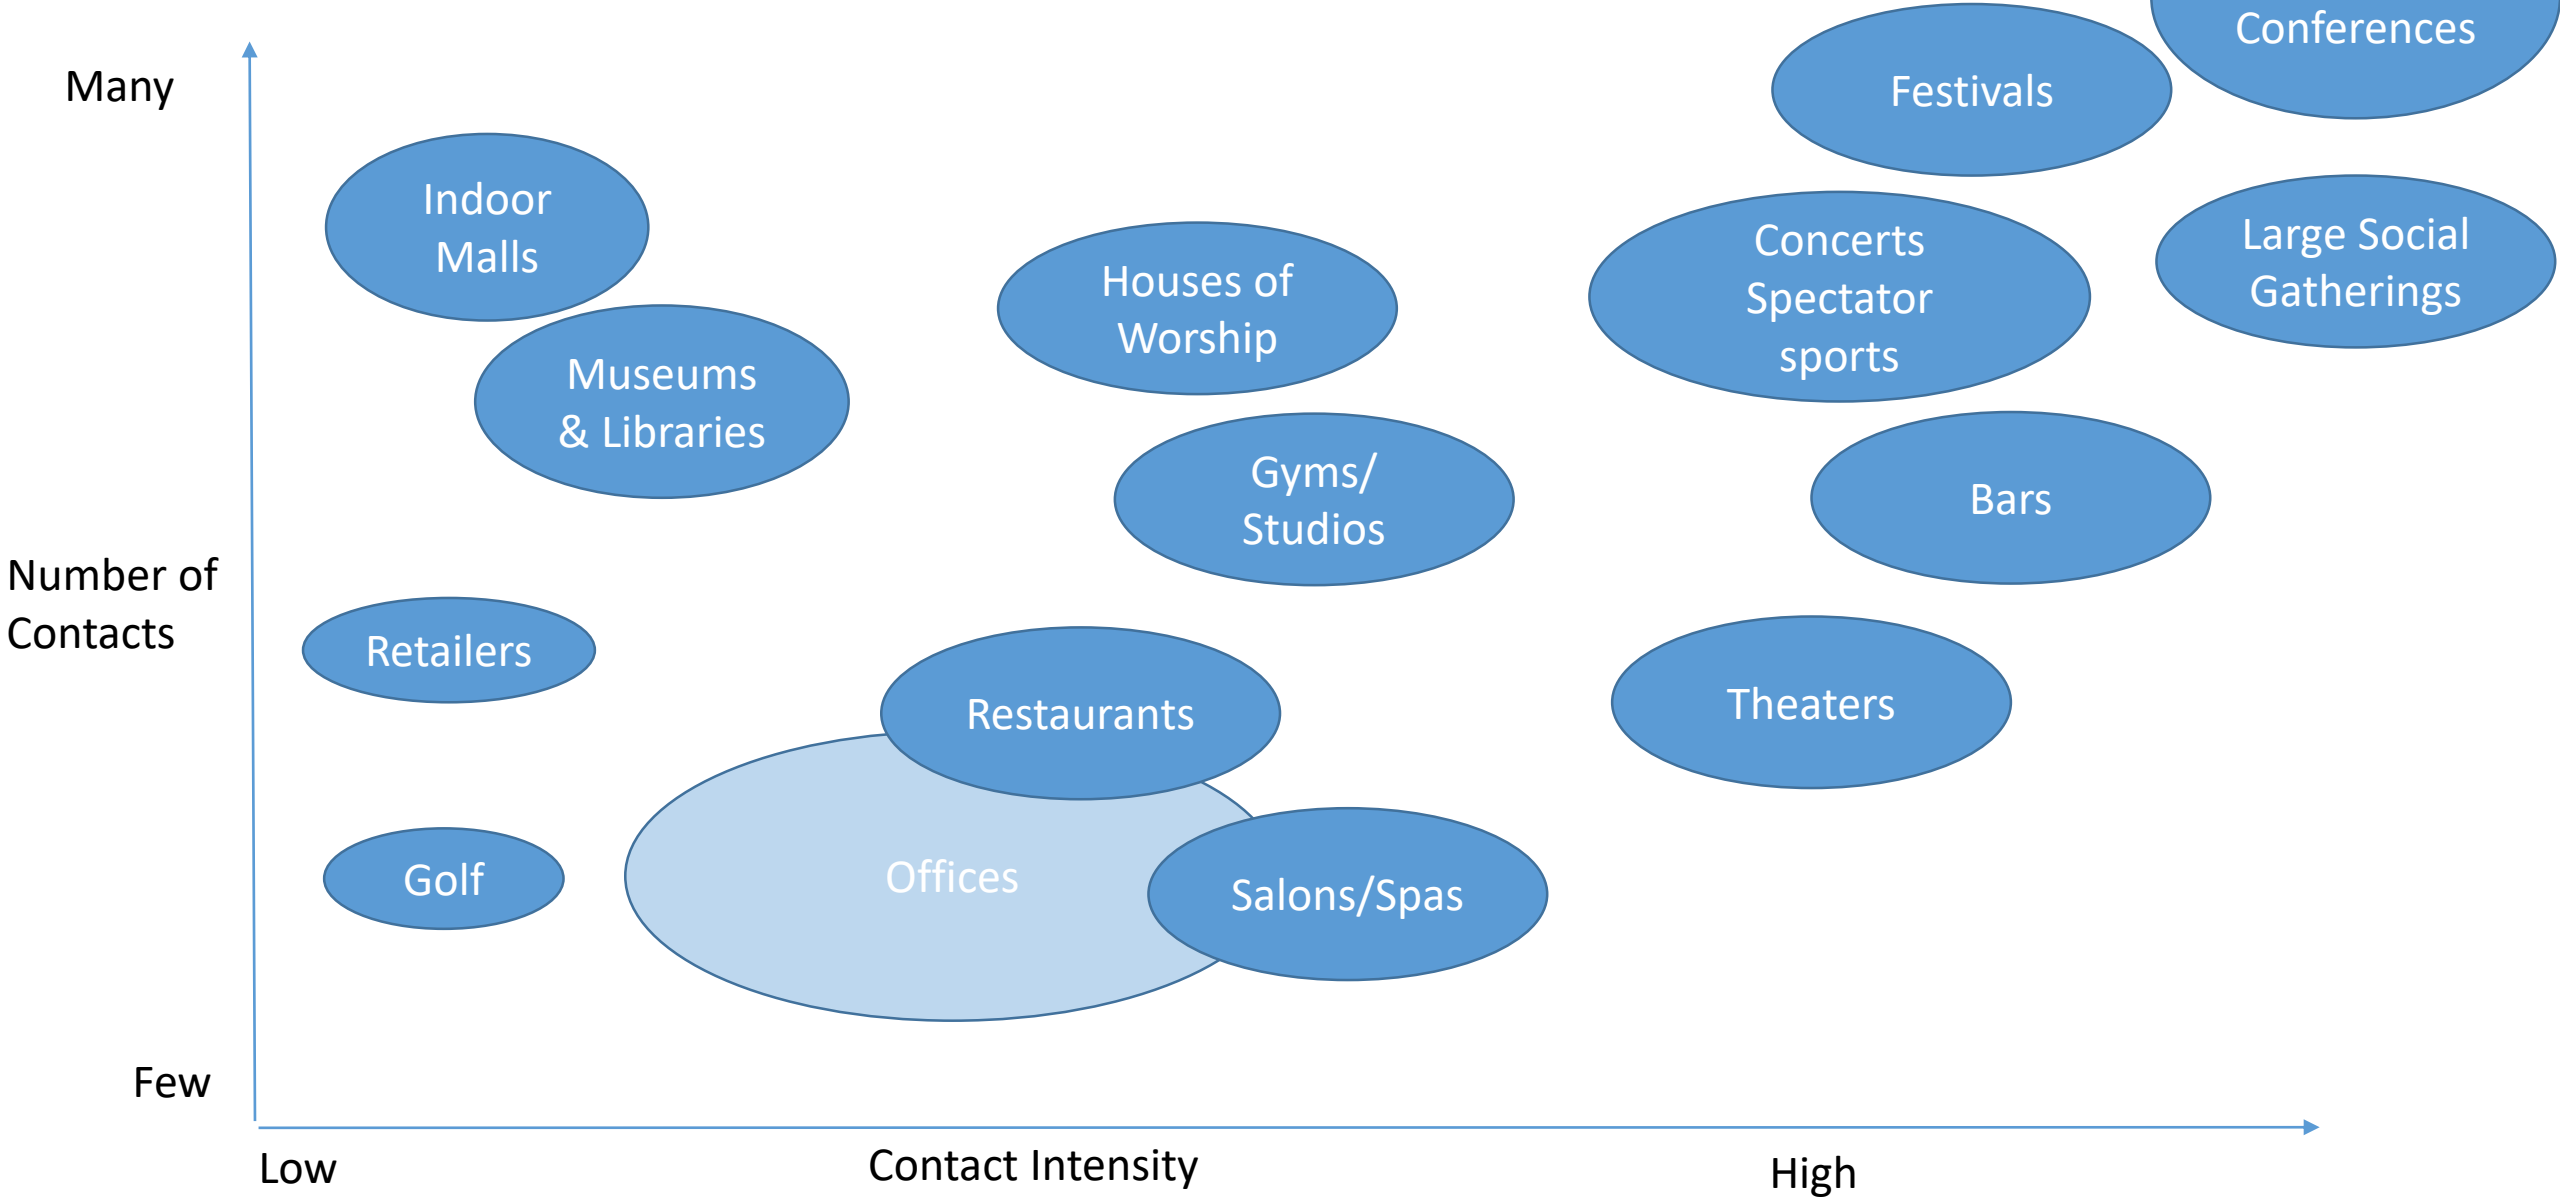 Conferences
Many
Festivals
Indoor
Malls
Concerts
Spectator
sports
Large Social
Gatherings
Houses of
Worship
Museums
& Libraries
Gyms/
Studios
Bars
Number of
Contacts
Retailers
Restaurants
Theaters
Golf
Offices
Salons/Spas
Few
Low
Contact Intensity
High